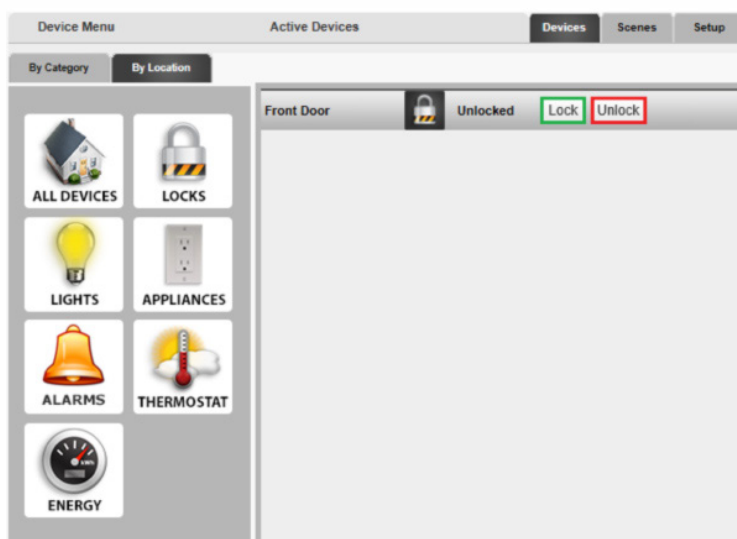 Device Menu Active Devices Devices Scenes Setup
By Category By Location
Front Door Unlocked Lock Unlock
ALL DEVICES LOCKS
LIGHTS APPLIANCES
ALARMS THERMOSTAT
kWh
ENERGY